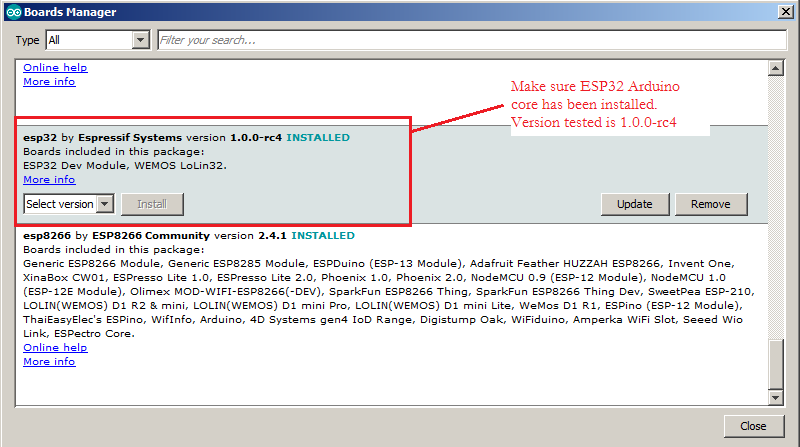 Boards Manager
Type All Filter your search...
Online help
More info
Make sure ESP32 Arduino
core has been installed.
Version tested is 1.0.0-rc4
esp32 by Espressif Systems version 1.0.0-rc4 INSTALLED
Boards included in this package:
ESP32 Dev Module, WEMOS LoLin32.
More info
Select version Install Update Remove
esp8266 by ESP8266 Community version 2.4.1 INSTALLED
Boards included in this package:
Generic ESP8266 Module, Generic ESP8285 Module, ESPDuino (ESP-13 Module), Adafruit Feather HUZZAH ESP8266, Invent One,
XinaBox CW01, ESPresso Lite 1.0, ESPresso Lite 2.0, Phoenix 1.0, Phoenix 2.0, NodeMCU 0.9 (ESP-12 Module), NodeMCU 1.0
(ESP-12E Module), Olimex MOD-WIFI-ESP8266(-DEV), SparkFun ESP8266 Thing, SparkFun ESP8266 Thing Dev, SweetPea ESP-210,
LOLIN(WEMOS) D1 R2 & mini, LOLIN(WEMOS) D1 mini Pro, LOLIN(WEMOS) D1 mini Lite, WeMos D1 R1, ESPino (ESP-12 Module),
ThaiEasyElec's ESPino, WifInfo, Arduino, 4D Systems gen4 IoD Range, Digistump Oak, WiFiduino, Amperka WiFi Slot, Seeed Wio
Link, ESPectro Core.
Online help
More info
Close